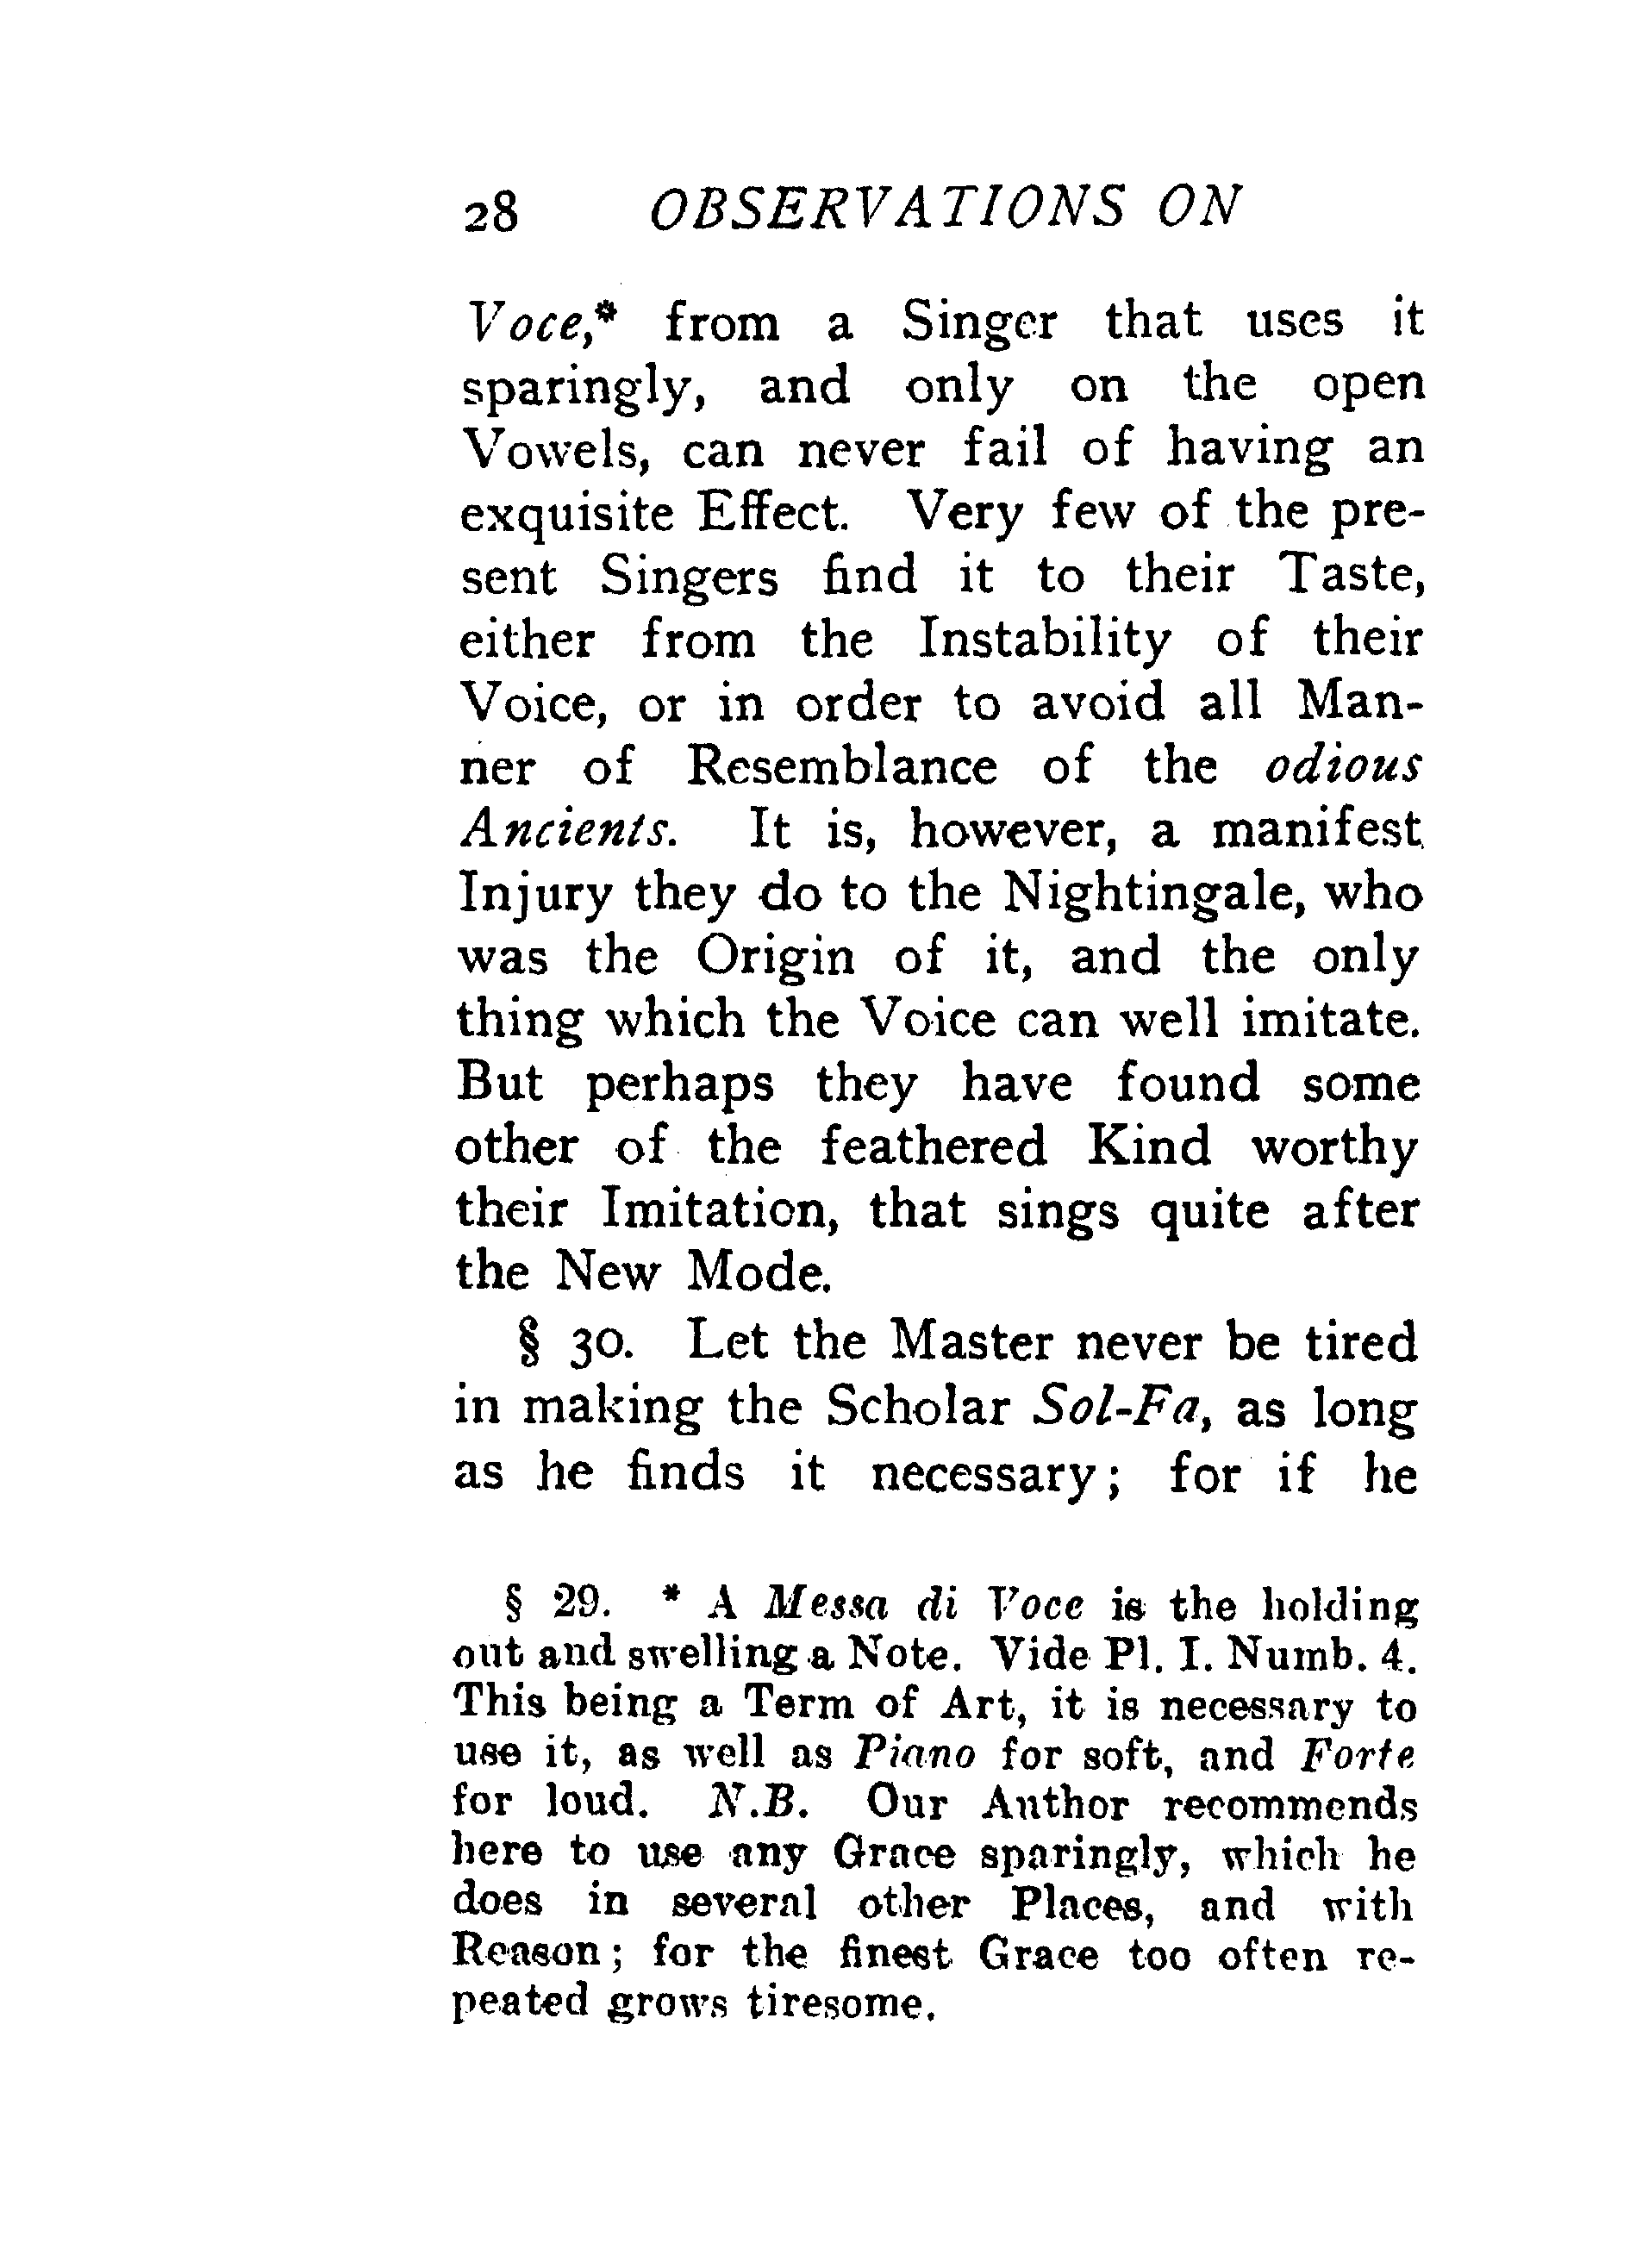 28 OBSERVATIONS ON
Voce,* from a Singer that uses it
sparingly, and only on the open
Vowels, can never fail of having an
exquisite Effect. Very few of the pre-
sent Singers find it to their Taste,
either from the Instability of their
Voice, or in order to avoid all Man-
ner of Resemblance of the odious
Ancients. It is, however, a manifest
Injury they do to the Nightingale, who
was the Origin of it, and the only
thing which the Voice can well imitate.
But perhaps they have found some
other of the feathered Kind worthy
their Imitation, that sings quite after
the New Mode.
§ 30. Let the Master never be tired
in making the Scholar Sol-Fa, as long
as he finds it necessary; for if he
§ 29. * A Messa di Voce is the holding
out and swelling a Note. Vide Pl. I. Numb. 4.
This being a Term of Art, it is necessary to
use it, as well as Piano for soft, and Forte
for loud. N.B. Our Author recommends
here to use any Grace sparingly, which he
does in several other Places, and with
Reason; for the finest Grace too often re-
peated grows tiresome.